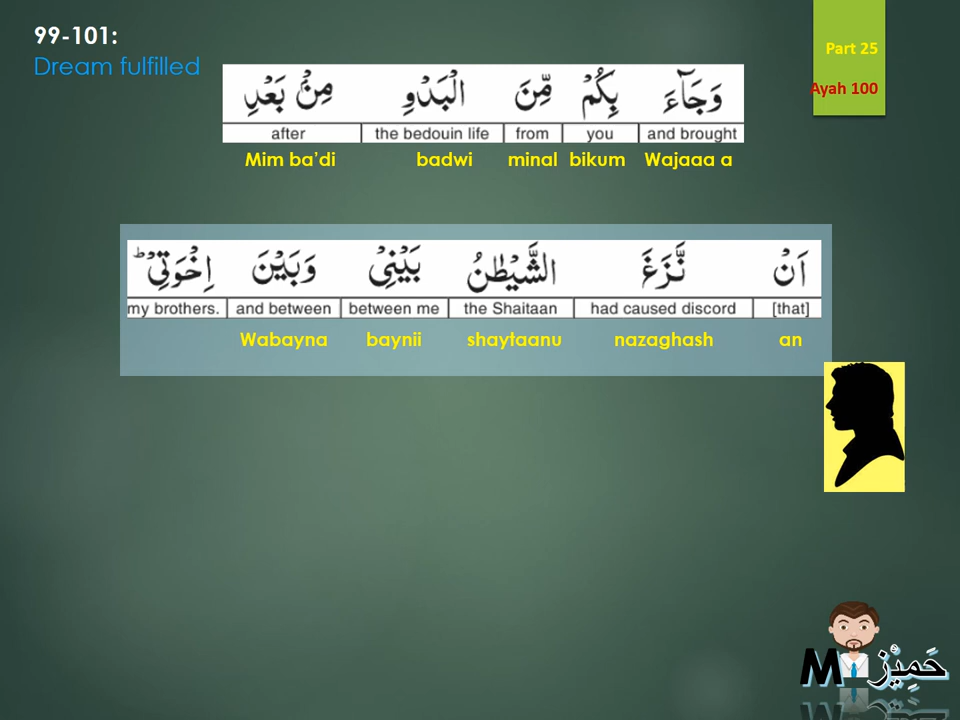 99-101:
Dream fulfilled
Part 25
Ayah 100
وَجَآءَ بِكُمْ مِّنَ الْبَدْوِ مِنْۢ بَعْدِ
after the bedouin life from you and brought
Mim ba’di badwi minal bikum Wajaaa a
اَنْ نَّزَغَ الشَّيْطٰنُ بَيْنِيْ وَبَيْنَ اِخْوَتِيْ ؕ
my brothers. and between between me the Shaitaan had caused discord [that]
Wabayna baynii shaytaanu nazaghash an
M حَمِيْز